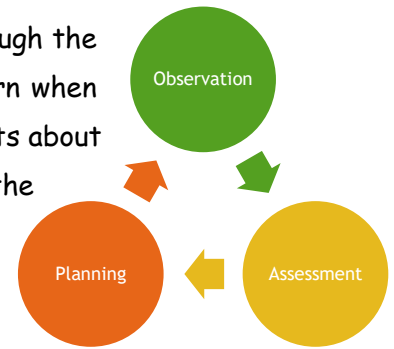 ugh the
rn when
ts about
the
Observation
Planning
Assessment